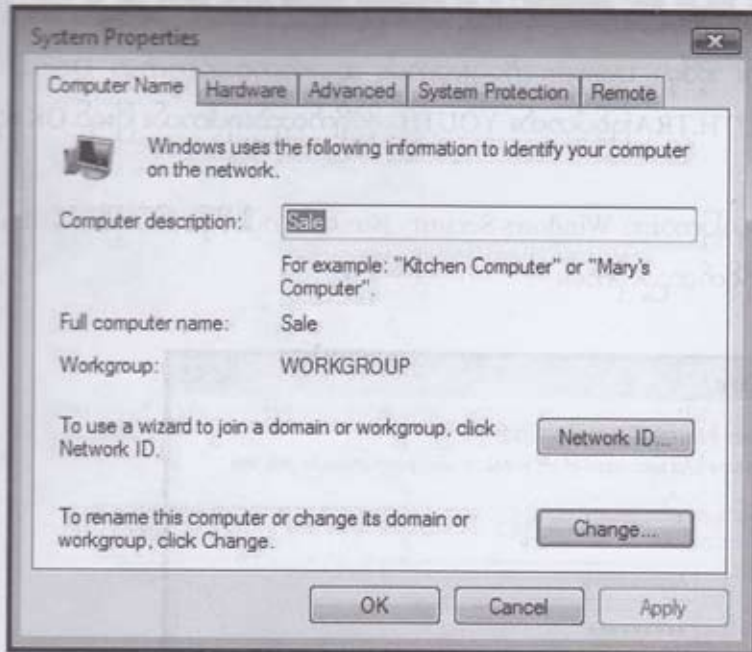 System Properties
Computer Name
Hardware
Advanced
System Protection
Remote
Windows uses the following information to identify your computer
on the network.
Computer description:
Sale
For example: "Kitchen Computer" or "Mary's
Computer".
Full computer name:
Sale
Workgroup:
WORKGROUP
To use a wizard to join a domain or workgroup, click
Network ID.
Network ID...
To rename this computer or change its domain or
workgroup, click Change.
Change...
OK
Cancel
Apply